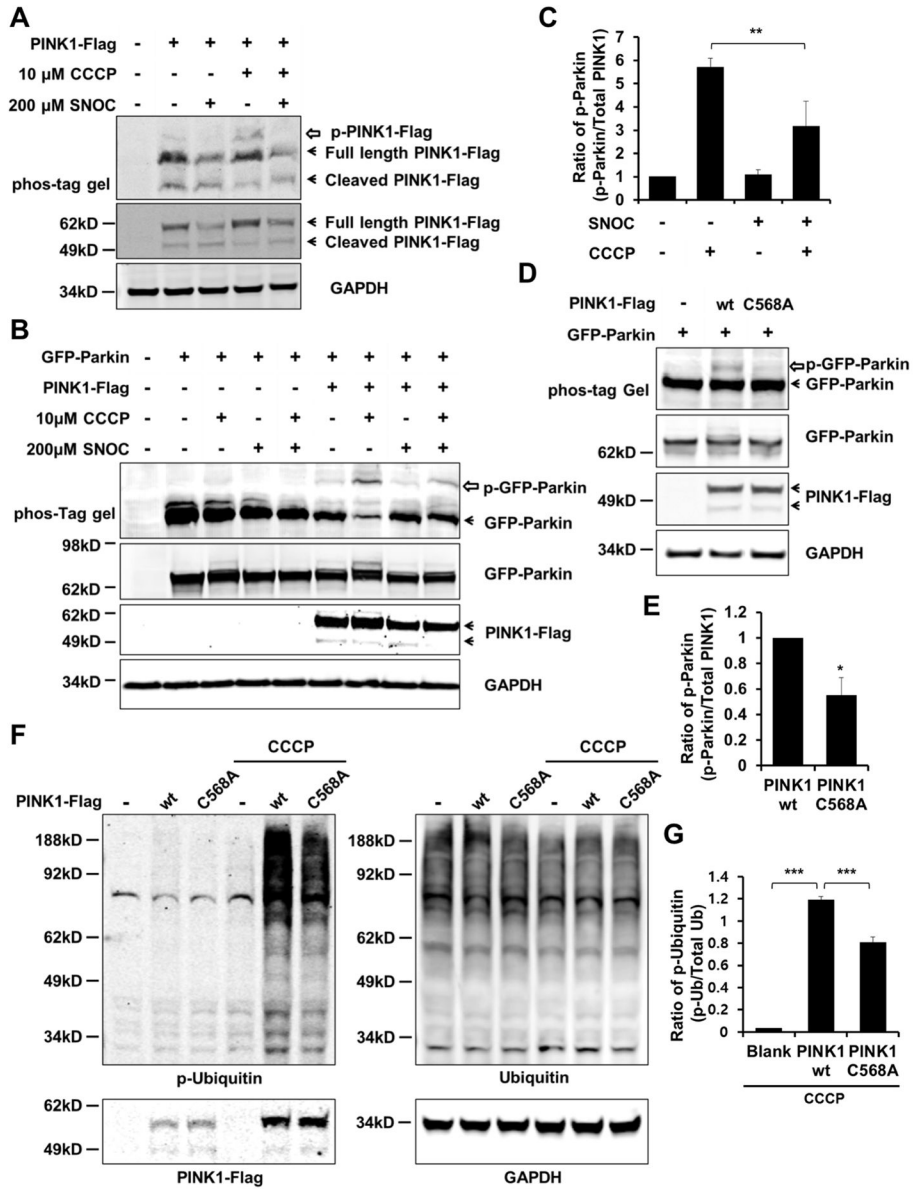 A
PINK1-Flag - + + + +
10 µM CCCP - - - + +
200 µM SNOC - - + - +
p-PINK1-Flag
Full length PINK1-Flag
phos-tag gel
Cleaved PINK1-Flag
62kD
Full length PINK1-Flag
49kD
Cleaved PINK1-Flag
34kD
GAPDH
B
GFP-Parkin - + + + + + + + +
PINK1-Flag - - - - - + + + +
10µM CCCP - - + - + - + - +
200µM SNOC - - - + + - - + +
p-GFP-Parkin
phos-Tag gel
GFP-Parkin
98kD
GFP-Parkin
62kD
62kD
PINK1-Flag
49kD
34kD
GAPDH
C
Ratio of p-Parkin
(p-Parkin/Total PINK1)
7
6
5
4
3
2
1
0
**
SNOC - - + +
CCCP - + - +
D
PINK1-Flag - wt C568A
GFP-Parkin + + +
p-GFP-Parkin
phos-tag Gel
GFP-Parkin
GFP-Parkin
62kD
49kD
PINK1-Flag
34kD
GAPDH
E
Ratio of p-Parkin
(p-Parkin/Total PINK1)
1.2
1
0.8
0.6
0.4
0.2
0
*
PINK1 PINK1
wt C568A
F
CCCP
CCCP
PINK1-Flag - wt C568A - wt C568A
- wt C568A - wt C568A
188kD
92kD
62kD
49kD
34kD
p-Ubiquitin
188kD
92kD
62kD
49kD
34kD
Ubiquitin
62kD
49kD
PINK1-Flag
34kD
GAPDH
G
Ratio of p-Ubiquitin
(p-Ub/Total Ub)
1.4
1.2
1
0.8
0.6
0.4
0.2
0
*** ***
Blank PINK1 PINK1
wt C568A
CCCP